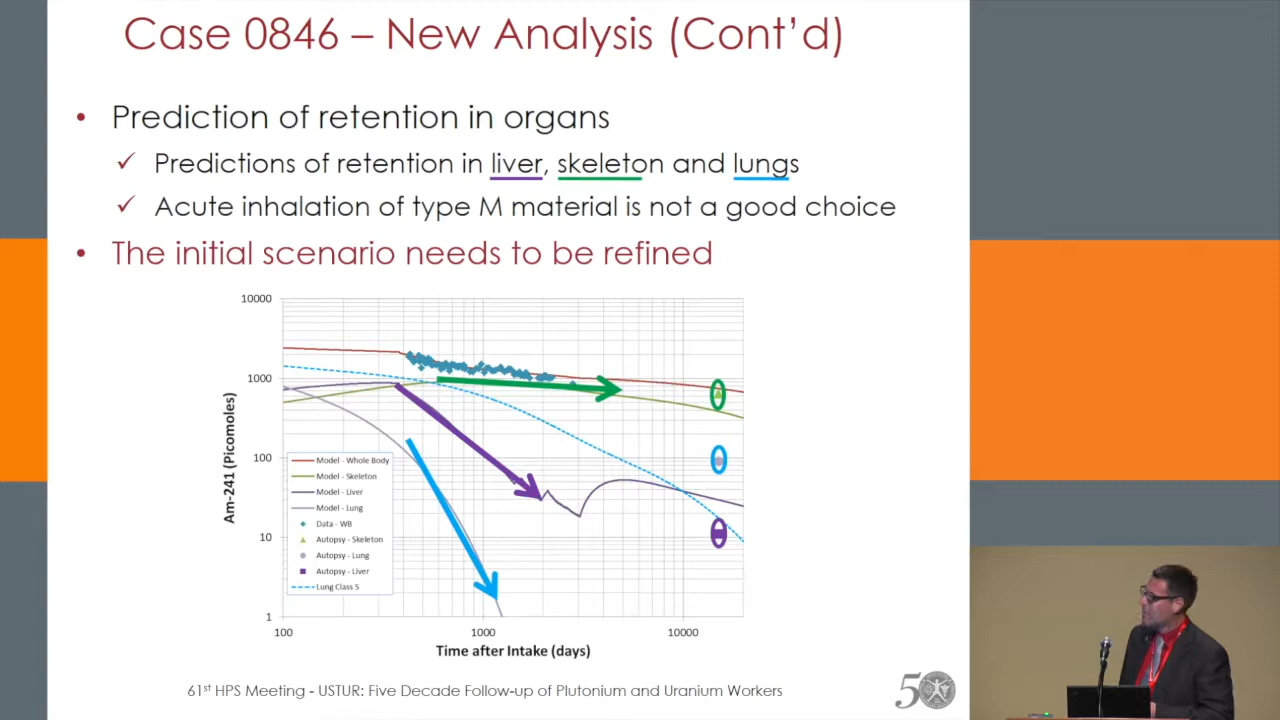 Case 0846 – New Analysis (Cont'd)
• Prediction of retention in organs
✓ Predictions of retention in liver, skeleton and lungs
✓ Acute inhalation of type M material is not a good choice
• The initial scenario needs to be refined
10000
1000
100
10
1
Am-241 (Picomoles)
Model - Whole Body
Model - Skeleton
Model - Liver
Model - Lung
Data - WB
Autopsy - Skeleton
Autopsy - Lung
Autopsy - Liver
Lung Class S
100 1000 10000
Time after Intake (days)
61st HPS Meeting - USTUR: Five Decade Follow-up of Plutonium and Uranium Workers
50